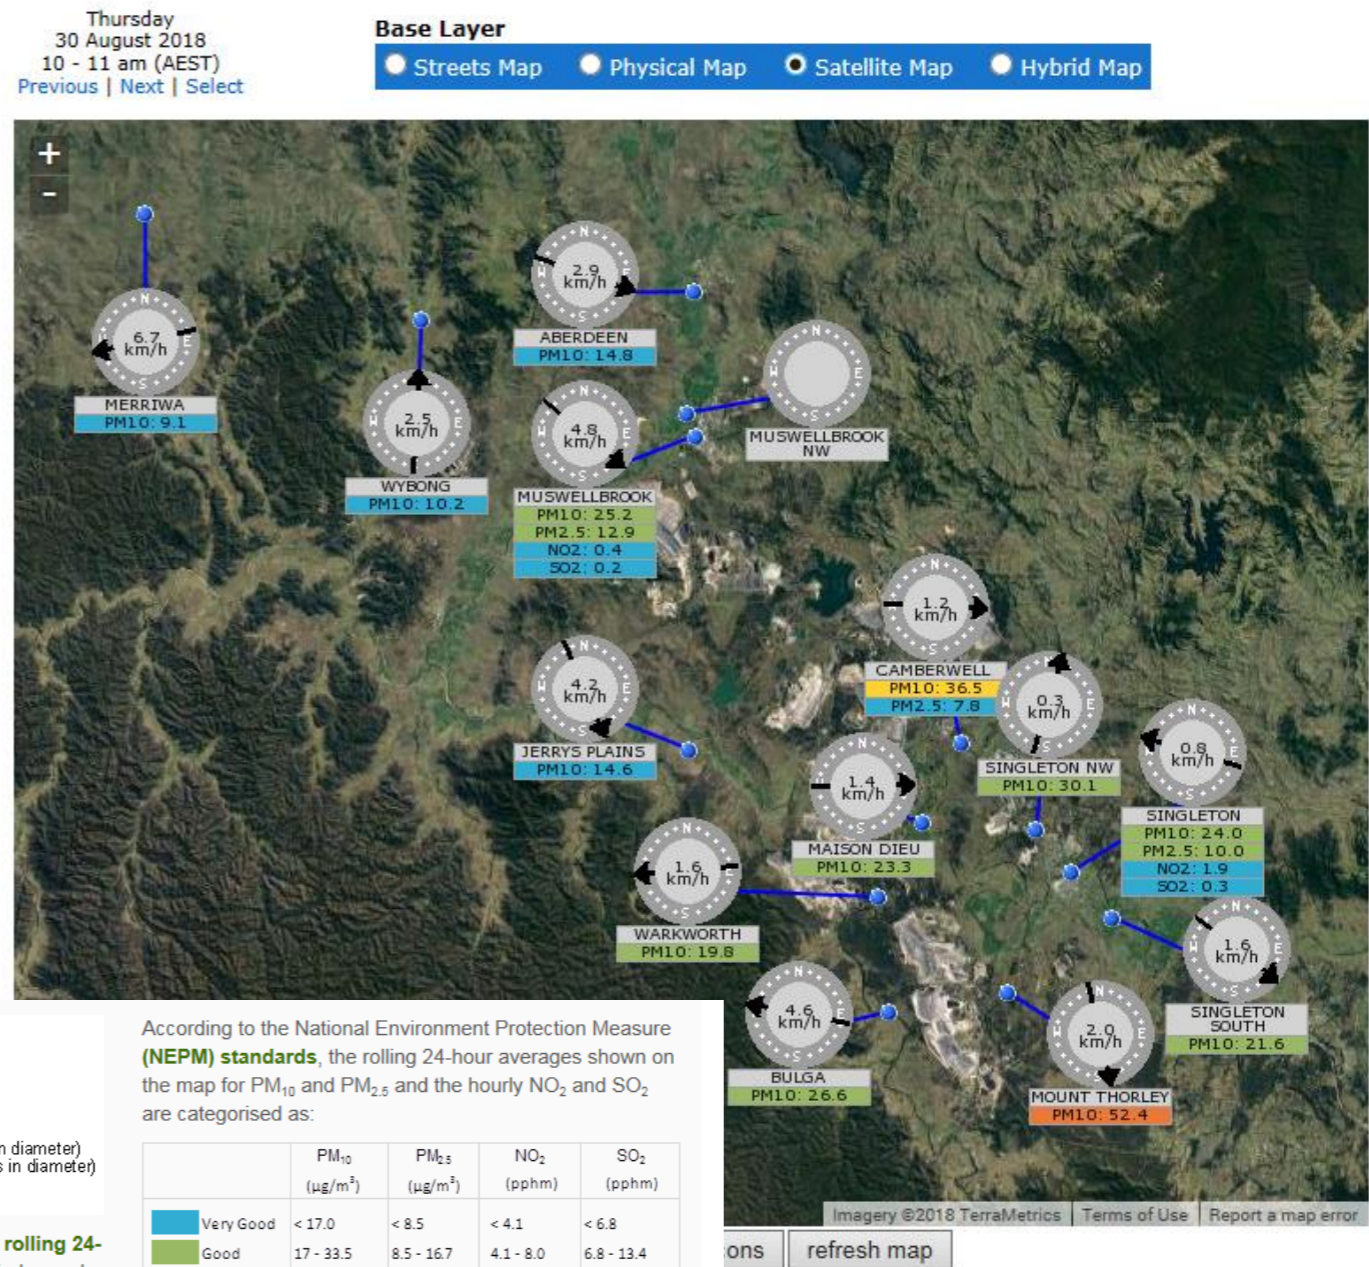 Thursday
30 August 2018
10 - 11 am (AEST)
Previous | Next | Select
Base Layer
Streets Map Physical Map Satellite Map Hybrid Map
+
-
N E S W
6.7 km/h
MERRIWA
PM10: 9.1
2.5 km/h
WYBONG
PM10: 10.2
2.9 km/h
ABERDEEN
PM10: 14.8
4.8 km/h
MUSWELLBROOK
PM10: 25.2
PM2.5: 12.9
NO2: 0.4
SO2: 0.2
MUSWELLBROOK
NW
1.2 km/h
CAMBERWELL
PM10: 36.5
PM2.5: 7.8
0.3 km/h
SINGLETON NW
PM10: 30.1
0.8 km/h
SINGLETON
PM10: 24.0
PM2.5: 10.0
NO2: 1.9
SO2: 0.3
4.2 km/h
JERRYS PLAINS
PM10: 14.6
1.4 km/h
MAISON DIEU
PM10: 23.3
1.6 km/h
WARKWORTH
PM10: 19.8
1.6 km/h
SINGLETON
SOUTH
PM10: 21.6
4.6 km/h
BULGA
PM10: 26.6
2.0 km/h
MOUNT THORLEY
PM10: 52.4
Imagery ©2018 TerraMetrics Terms of Use Report a map error
refresh map
in diameter)
rolling 24-
According to the National Environment Protection Measure
(NEPM) standards, the rolling 24-hour averages shown on
the map for PM₁₀ and PM₂.₅ and the hourly NO₂ and SO₂
are categorised as:
PM₁₀ PM₂.₅ NO₂ SO₂
(µg/m³) (µg/m³) (pphm) (pphm)
Very Good < 17.0 < 8.5 < 4.1 < 6.8
Good 17 - 33.5 8.5 - 16.7 4.1 - 8.0 6.8 - 13.4